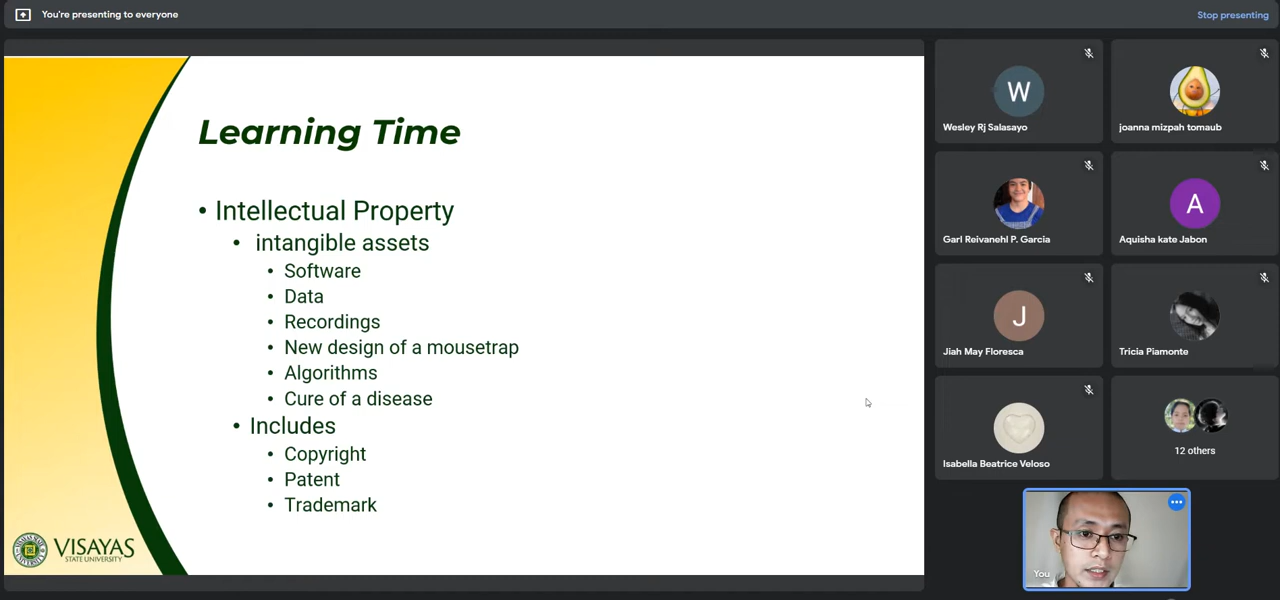 You're presenting to everyone
Stop presenting
Learning Time
• Intellectual Property
• intangible assets
• Software
• Data
• Recordings
• New design of a mousetrap
• Algorithms
• Cure of a disease
• Includes
• Copyright
• Patent
• Trademark
VISAYAS
STATE UNIVERSITY
W
Wesley Rj Salasayo
joanna mizpah tomaub
Garl Reivanehl P. Garcia
A
Aquisha kate Jabon
J
Jiah May Floresca
Tricia Piamonte
Isabella Beatrice Veloso
12 others
You